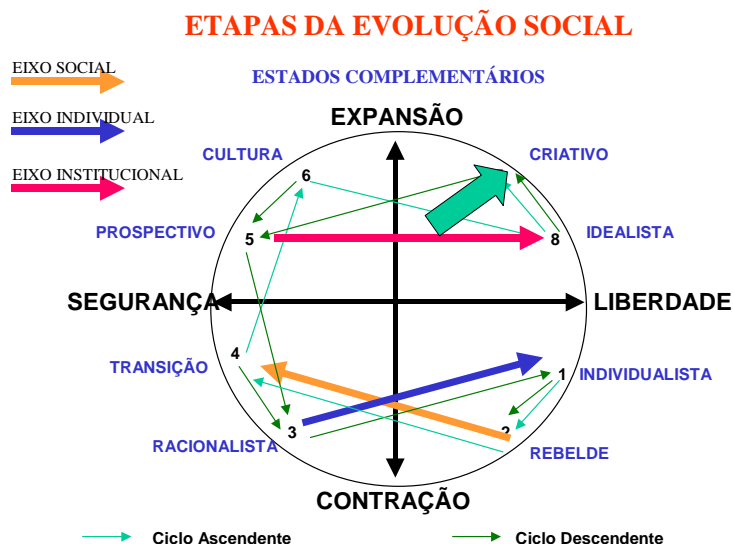 ETAPAS DA EVOLUÇÃO SOCIAL
EIXO SOCIAL
ESTADOS COMPLEMENTÁRIOS
EXPANSÃO
EIXO INDIVIDUAL
CULTURA
CRIATIVO
EIXO INSTITUCIONAL
6
PROSPECTIVO
5
8
IDEALISTA
SEGURANÇA
LIBERDADE
4
TRANSIÇÃO
1
INDIVIDUALISTA
3
2
RACIONALISTA
REBELDE
CONTRAÇÃO
Ciclo Ascendente
Ciclo Descendente